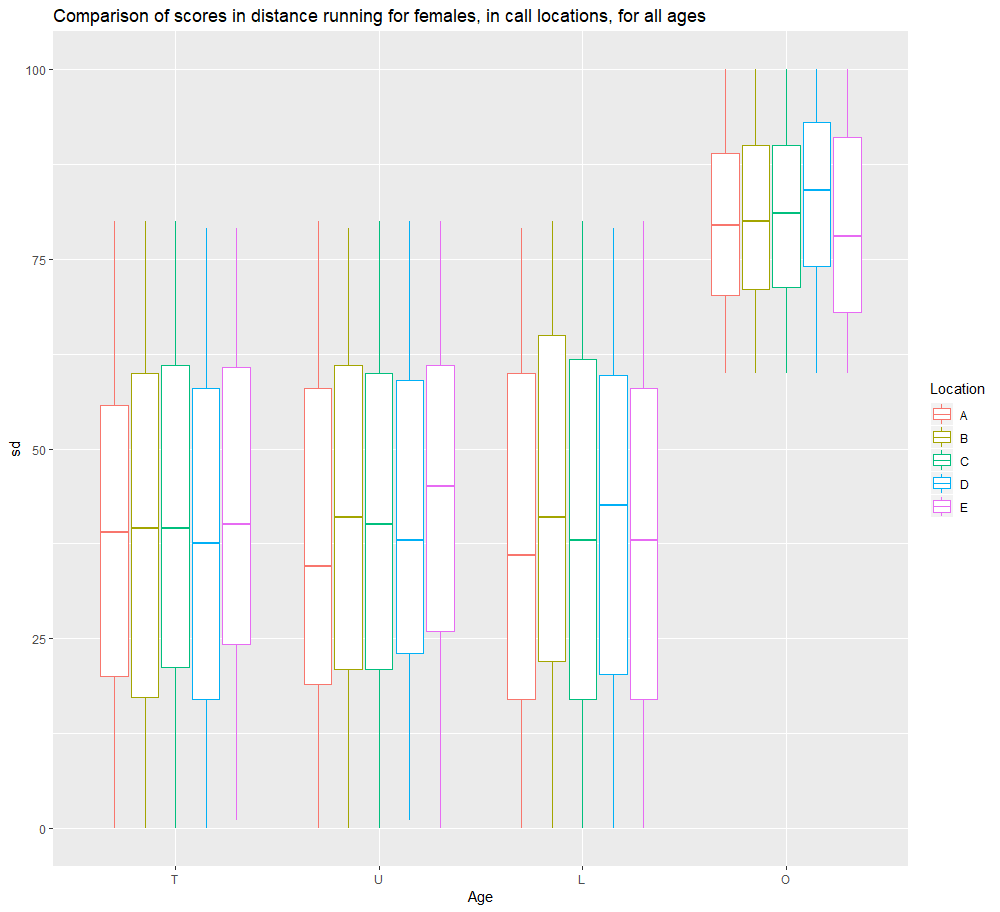 Comparison of scores in distance running for females, in call locations, for all ages
100
75
50
25
0
sd
T U L O
Age
Location
A
B
C
D
E